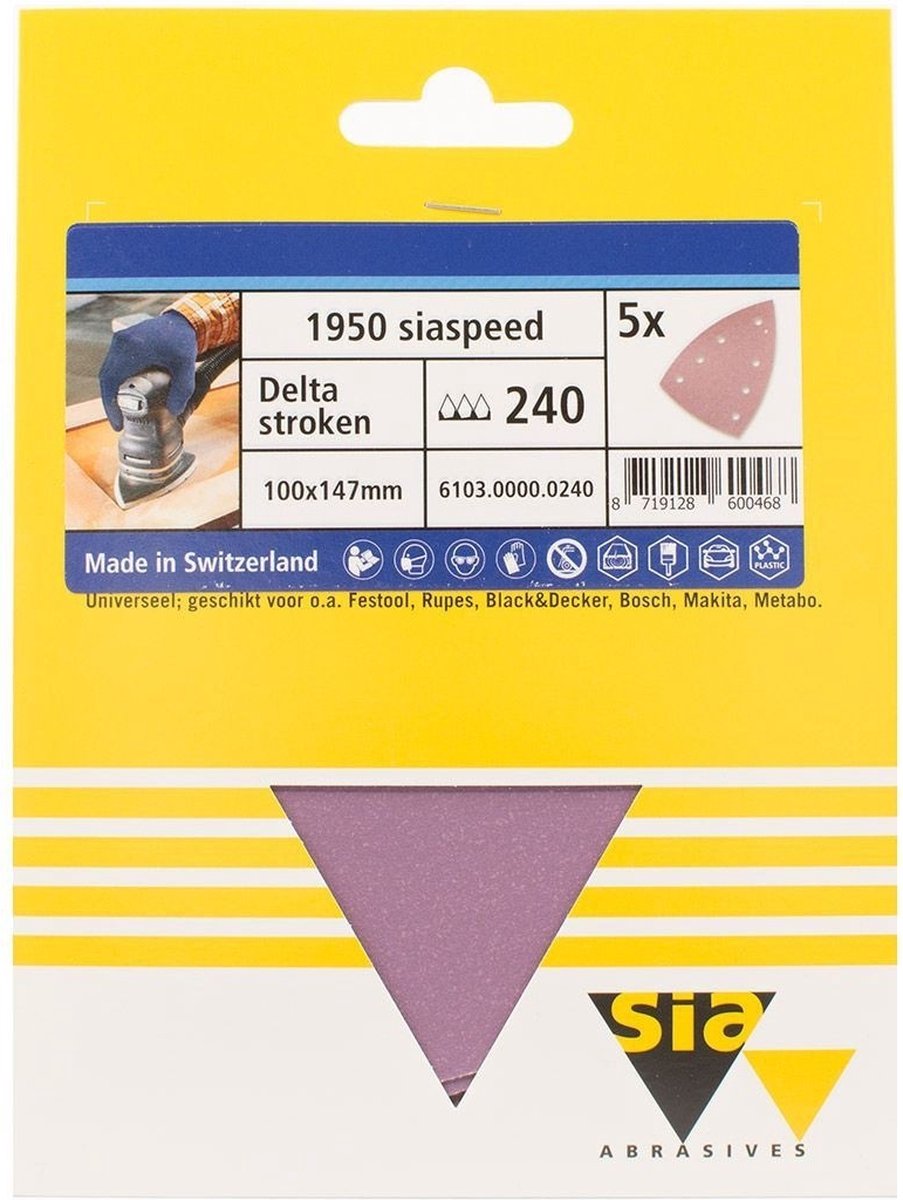 1950 siaspeed
5x
Delta
stroken
240
100x147mm
6103.0000.0240
8 719128 600468
Made in Switzerland
PLASTIC
Universeel; geschikt voor o.a. Festool, Rupes, Black&Decker, Bosch, Makita, Metabo.
sia
ABRASIVES